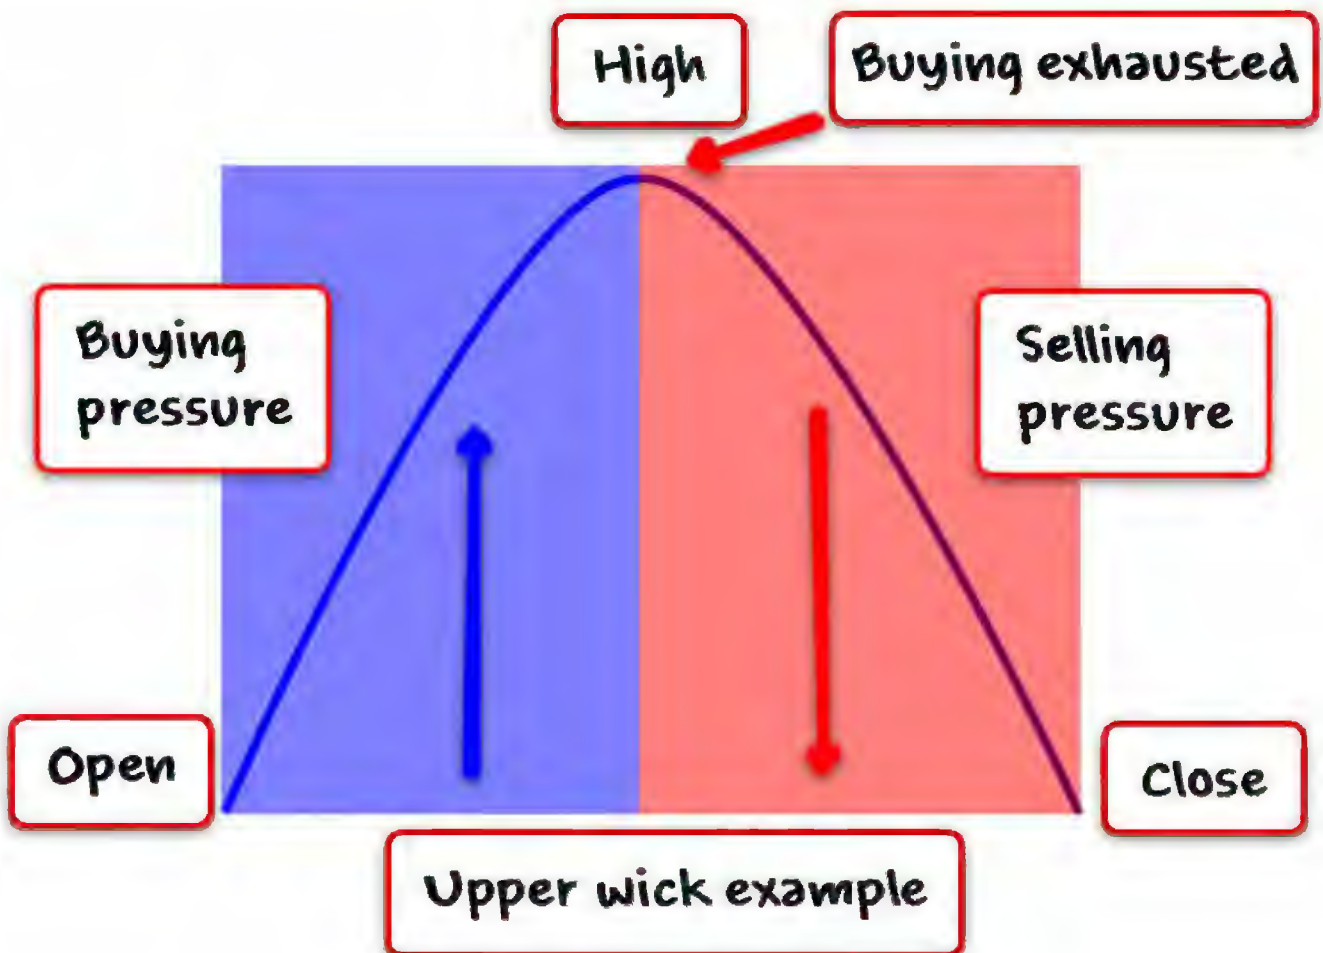 High
Buying exhausted
Buying
pressure
Selling
pressure
Open
Close
Upper wick example